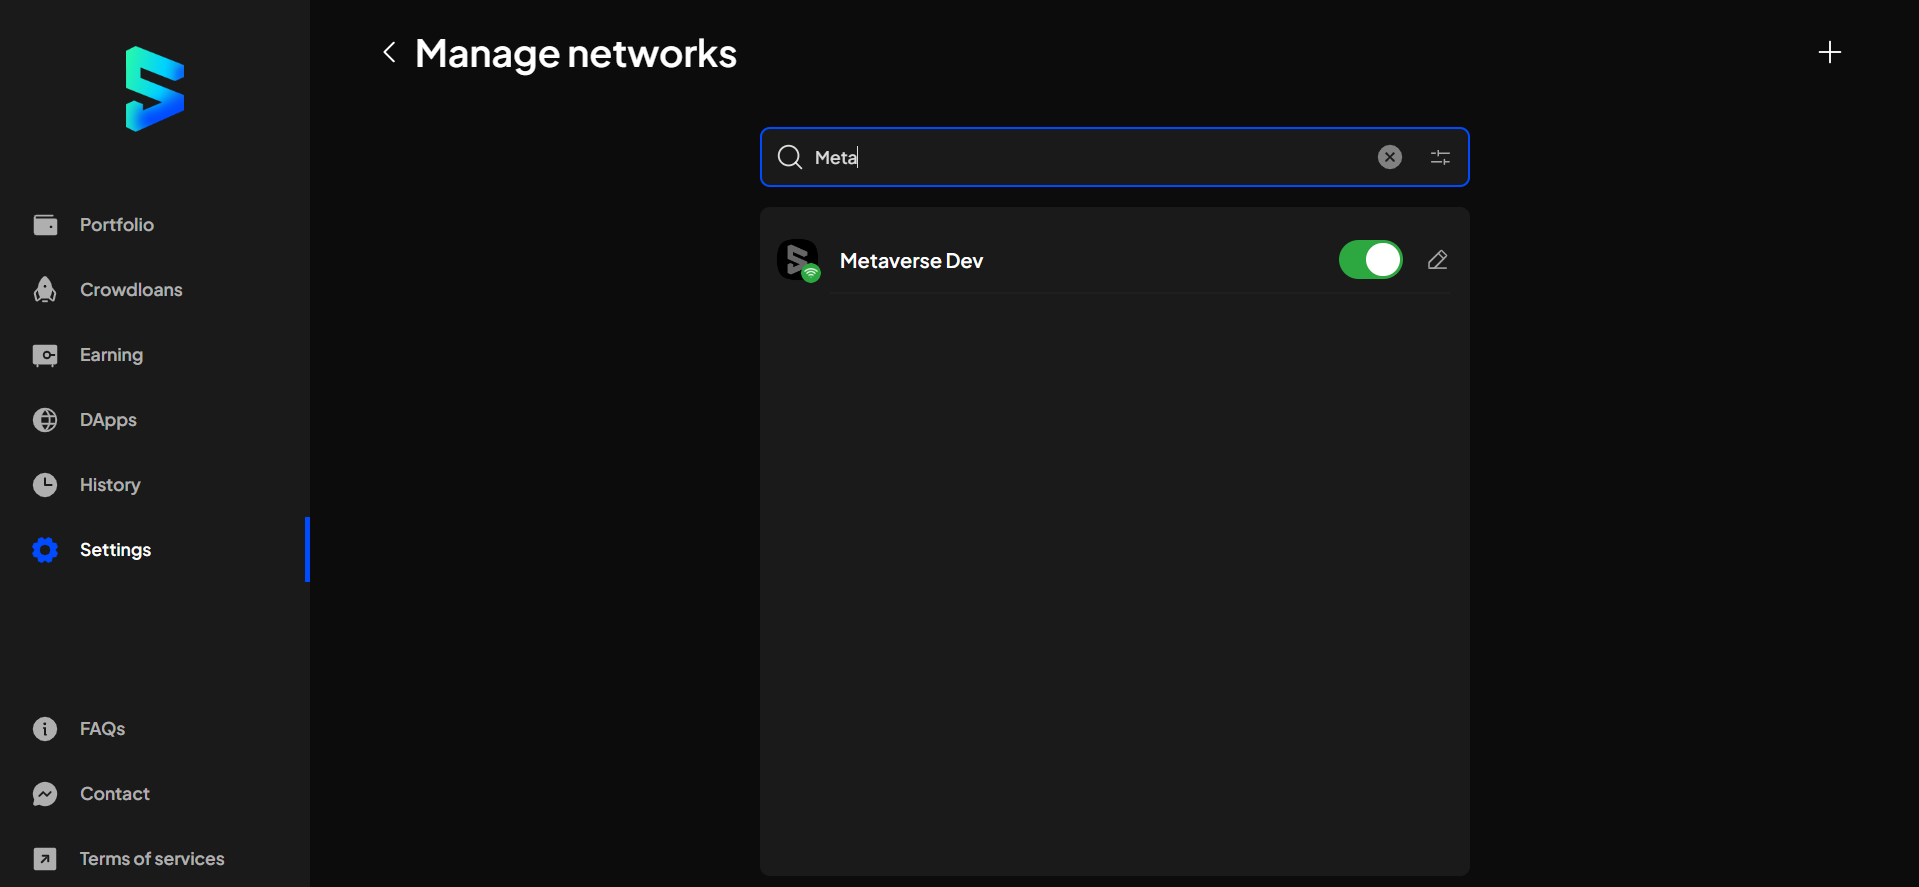 Manage networks
Meta
Metaverse Dev
Portfolio
Crowdloans
Earning
DApps
History
Settings
FAQs
Contact
Terms of services